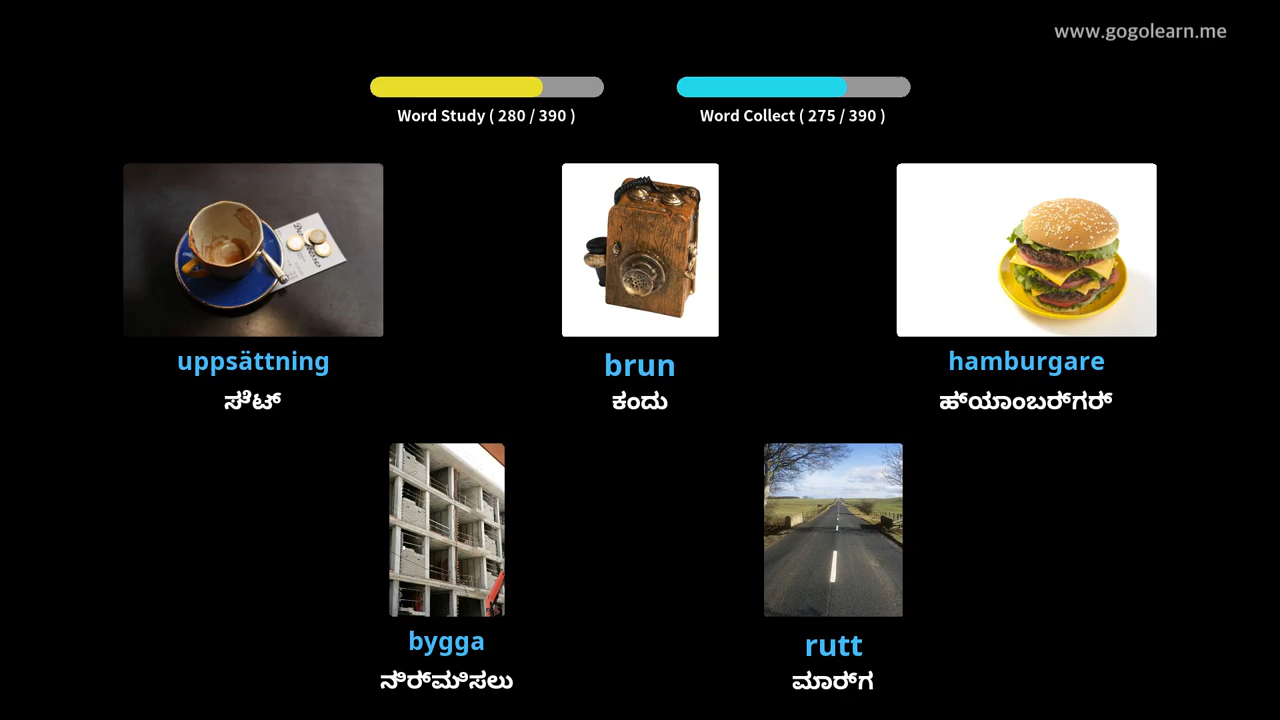 www.gogolearn.me
Word Study ( 280 / 390 )
Word Collect ( 275 / 390 )
uppsättning
ಸೆಟ್
brun
ಕಂದು
hamburgare
ಹ್ಯಾಂಬರ್ಗರ್
bygga
ನಿರ್ಮಿಸಲು
rutt
ಮಾರ್ಗ